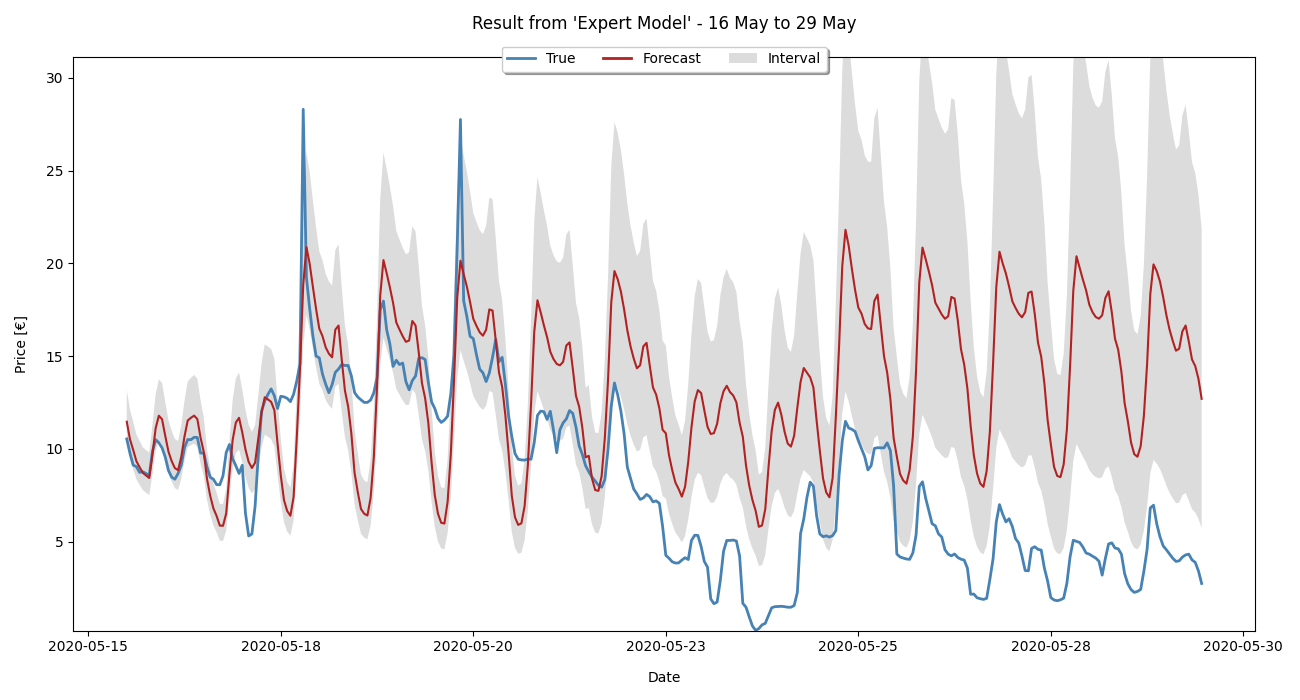 Result from 'Expert Model' - 16 May to 29 May
True Forecast Interval
30
25
20
15
10
5
Price [€]
2020-05-15 2020-05-18 2020-05-20 2020-05-23 2020-05-25 2020-05-28 2020-05-30
Date